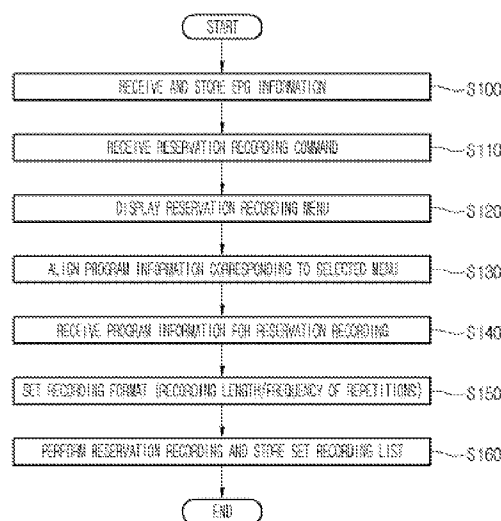 START
RECEIVE AND STORE EPG INFORMATION
S100
RECEIVE RESERVATION RECORDING COMMAND
S110
DISPLAY RESERVATION RECORDING MENU
S120
ALIGN PROGRAM INFORMATION CORRESPONDING TO SELECTED MENU
S130
RECEIVE PROGRAM INFORMATION FOR RESERVATION RECORDING
S140
SET RECORDING FORMAT (RECORDING LENGTH/FREQUENCY OF REPETITIONS)
S150
PERFORM RESERVATION RECORDING AND STORE SET RECORDING LIST
S160
END